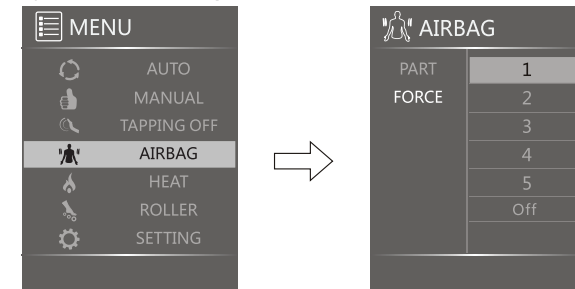 MENU
AUTO
MANUAL
TAPPING OFF
AIRBAG
HEAT
ROLLER
SETTING
AIRBAG
PART
FORCE
1
2
3
4
5
Off